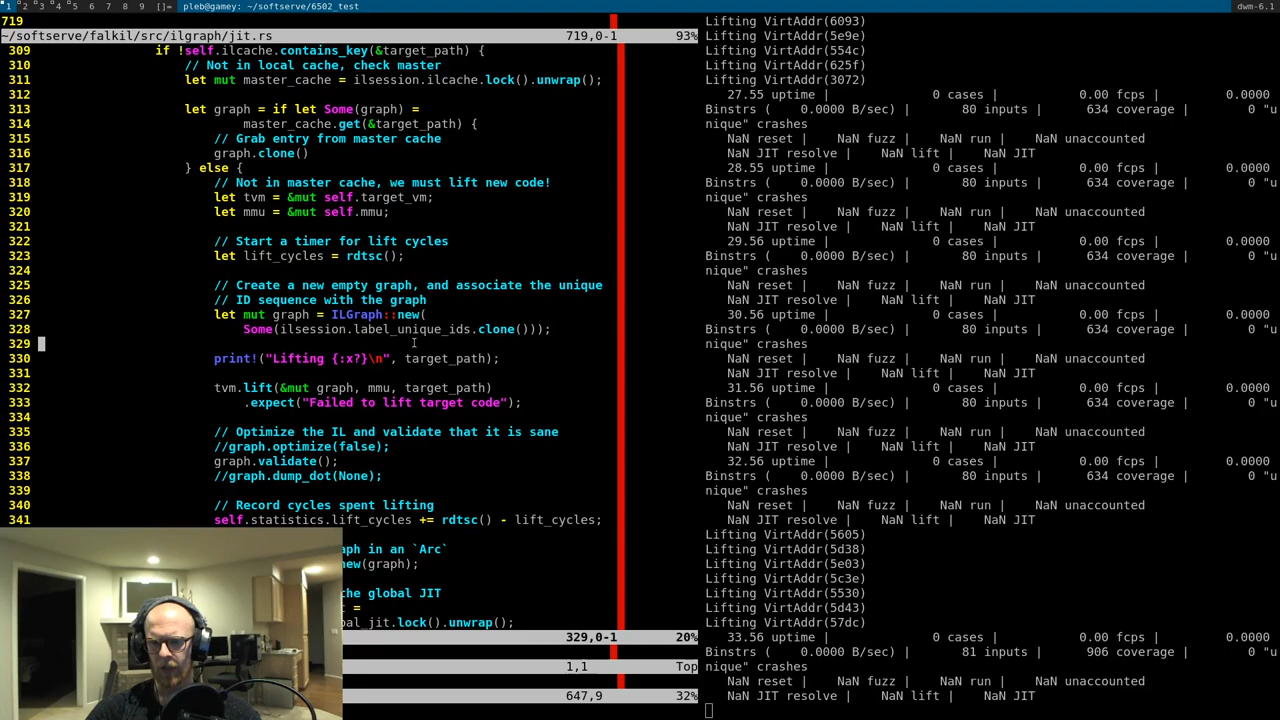 1 2 3 4 5 6 7 8 9 []= pleb@gamey: ~/softserve/6502_test dwm-6.1
719
~/softserve/falkil/src/ilgraph/jit.rs 719,0-1 93%
309 if !self.ilcache.contains_key(&target_path) {
310 // Not in local cache, check master
311 let mut master_cache = ilsession.ilcache.lock().unwrap();
312
313 let graph = if let Some(graph) =
314 master_cache.get(&target_path) {
315 // Grab entry from master cache
316 graph.clone()
317 } else {
318 // Not in master cache, we must lift new code!
319 let tvm = &mut self.target_vm;
320 let mmu = &mut self.mmu;
321
322 // Start a timer for lift cycles
323 let lift_cycles = rdtsc();
324
325 // Create a new empty graph, and associate the unique
326 // ID sequence with the graph
327 let mut graph = ILGraph::new(
328 Some(ilsession.label_unique_ids.clone()));
329
330 print!("Lifting {:x?}\n", target_path);
331
332 tvm.lift(&mut graph, mmu, target_path)
333 .expect("Failed to lift target code");
334
335 // Optimize the IL and validate that it is sane
336 //graph.optimize(false);
337 graph.validate();
338 //graph.dump_dot(None);
339
340 // Record cycles spent lifting
341 self.statistics.lift_cycles += rdtsc() - lift_cycles;
aph in an `Arc`
new(graph);
he global JIT
t =
al_jit.lock().unwrap();
329,0-1 20%
1,1 Top
647,9 32%
Lifting VirtAddr(6093)
Lifting VirtAddr(5e9e)
Lifting VirtAddr(554c)
Lifting VirtAddr(625f)
Lifting VirtAddr(3072)
27.55 uptime | 0 cases | 0.00 fcps | 0.0000
Binstrs ( 0.0000 B/sec) | 80 inputs | 634 coverage | 0 "u
nique" crashes
NaN reset | NaN fuzz | NaN run | NaN unaccounted
NaN JIT resolve | NaN lift | NaN JIT
28.55 uptime | 0 cases | 0.00 fcps | 0.0000
Binstrs ( 0.0000 B/sec) | 80 inputs | 634 coverage | 0 "u
nique" crashes
NaN reset | NaN fuzz | NaN run | NaN unaccounted
NaN JIT resolve | NaN lift | NaN JIT
29.56 uptime | 0 cases | 0.00 fcps | 0.0000
Binstrs ( 0.0000 B/sec) | 80 inputs | 634 coverage | 0 "u
nique" crashes
NaN reset | NaN fuzz | NaN run | NaN unaccounted
NaN JIT resolve | NaN lift | NaN JIT
30.56 uptime | 0 cases | 0.00 fcps | 0.0000
Binstrs ( 0.0000 B/sec) | 80 inputs | 634 coverage | 0 "u
nique" crashes
NaN reset | NaN fuzz | NaN run | NaN unaccounted
NaN JIT resolve | NaN lift | NaN JIT
31.56 uptime | 0 cases | 0.00 fcps | 0.0000
Binstrs ( 0.0000 B/sec) | 80 inputs | 634 coverage | 0 "u
nique" crashes
NaN reset | NaN fuzz | NaN run | NaN unaccounted
NaN JIT resolve | NaN lift | NaN JIT
32.56 uptime | 0 cases | 0.00 fcps | 0.0000
Binstrs ( 0.0000 B/sec) | 80 inputs | 634 coverage | 0 "u
nique" crashes
NaN reset | NaN fuzz | NaN run | NaN unaccounted
NaN JIT resolve | NaN lift | NaN JIT
Lifting VirtAddr(5605)
Lifting VirtAddr(5d38)
Lifting VirtAddr(5e03)
Lifting VirtAddr(5c3e)
Lifting VirtAddr(5530)
Lifting VirtAddr(5d43)
Lifting VirtAddr(57dc)
33.56 uptime | 0 cases | 0.00 fcps | 0.0000
Binstrs ( 0.0000 B/sec) | 81 inputs | 906 coverage | 0 "u
nique" crashes
NaN reset | NaN fuzz | NaN run | NaN unaccounted
NaN JIT resolve | NaN lift | NaN JIT